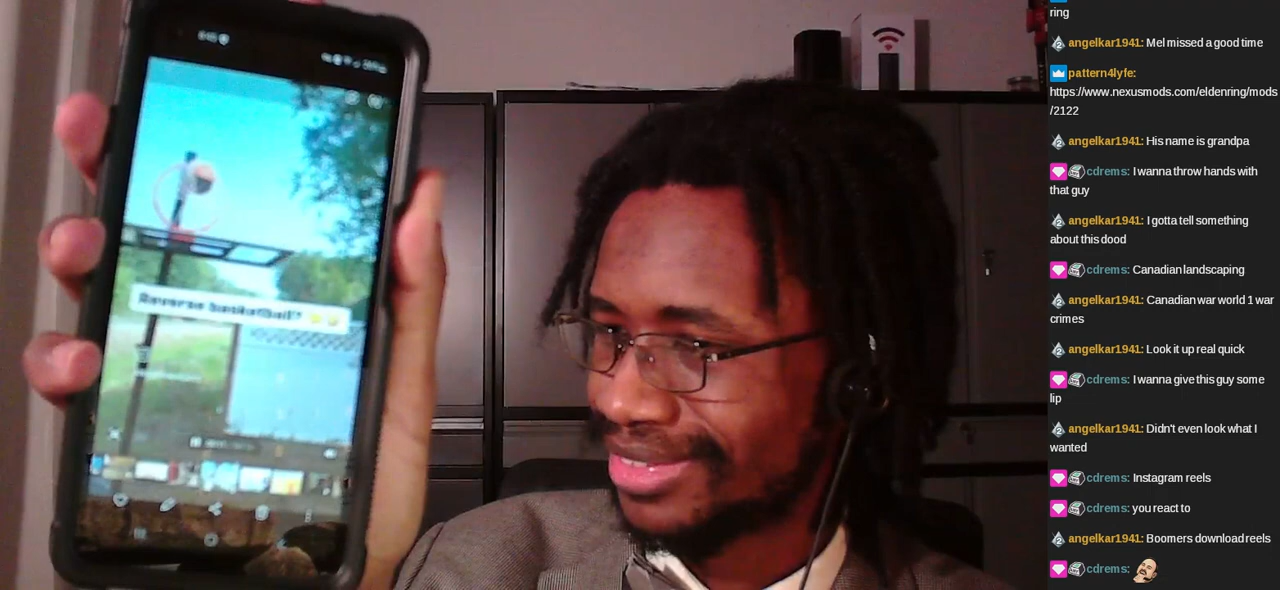 Reverse basketball?
ring
angelkar1941: Mel missed a good time
pattern4lyfe:
https://www.nexusmods.com/eldenring/mods
/2122
angelkar1941: His name is grandpa
cdrems: I wanna throw hands with
that guy
angelkar1941: I gotta tell something
about this dood
cdrems: Canadian landscaping
angelkar1941: Canadian war world 1 war
crimes
angelkar1941: Look it up real quick
cdrems: I wanna give this guy some
lip
angelkar1941: Didn't even look what I
wanted
cdrems: Instagram reels
cdrems: you react to
angelkar1941: Boomers download reels
cdrems: